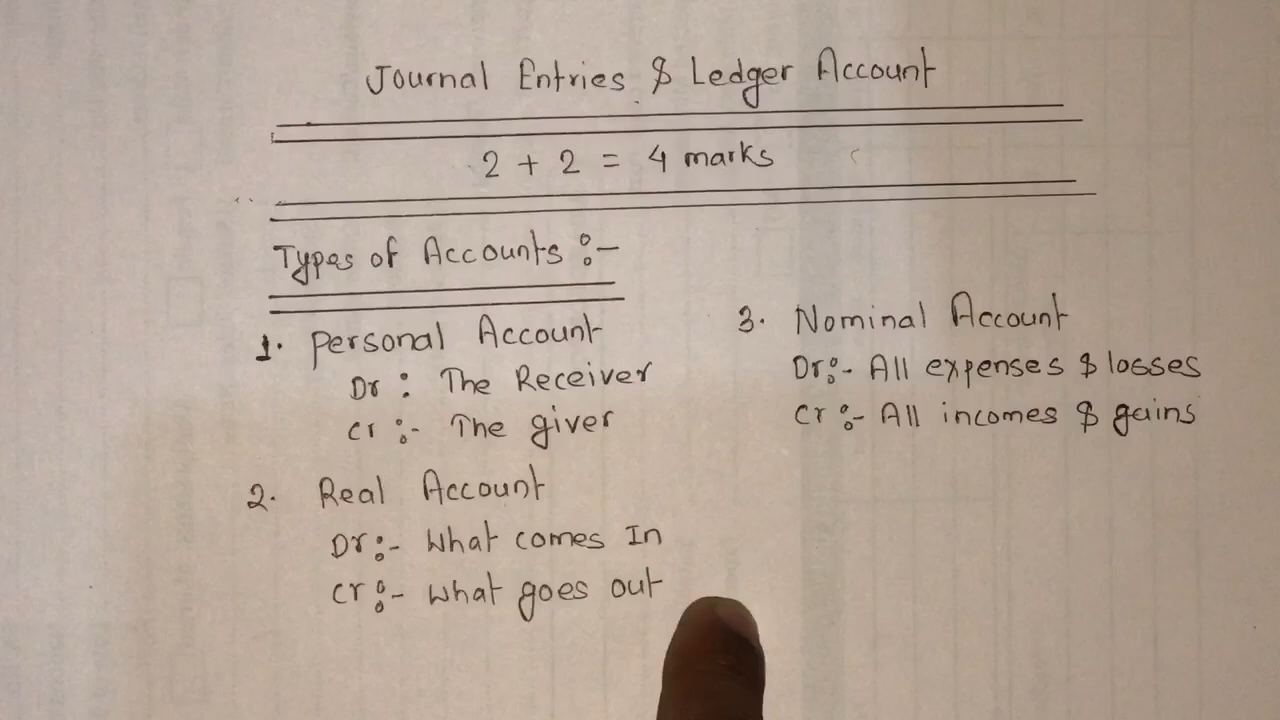 Journal Entries & Ledger Account
2 + 2 = 4 marks
Types of Accounts :-
1. Personal Account
Dr : The Receiver
Cr :- The giver
2. Real Account
Dr :- What comes In
Cr :- What goes out
3. Nominal Account
Dr :- All expenses & losses
Cr :- All incomes & gains